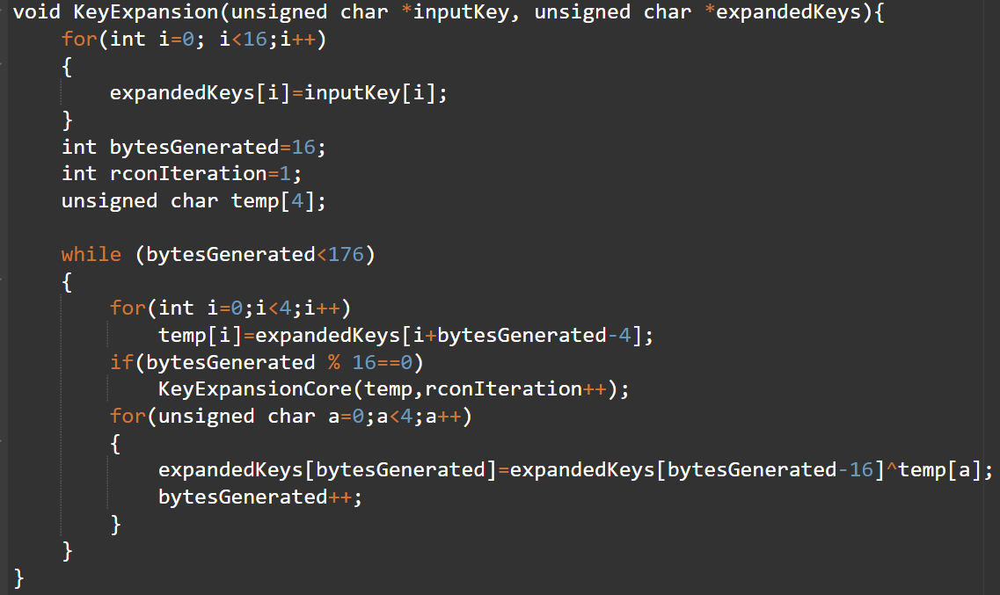 void KeyExpansion(unsigned char *inputKey, unsigned char *expandedKeys){
    for(int i=0; i<16;i++)
    {
        expandedKeys[i]=inputKey[i];
    }
    int bytesGenerated=16;
    int rconIteration=1;
    unsigned char temp[4];

    while (bytesGenerated<176)
    {
        for(int i=0;i<4;i++)
            temp[i]=expandedKeys[i+bytesGenerated-4];
        if(bytesGenerated % 16==0)
            KeyExpansionCore(temp,rconIteration++);
        for(unsigned char a=0;a<4;a++)
        {
            expandedKeys[bytesGenerated]=expandedKeys[bytesGenerated-16]^temp[a];
            bytesGenerated++;
        }
    }
}